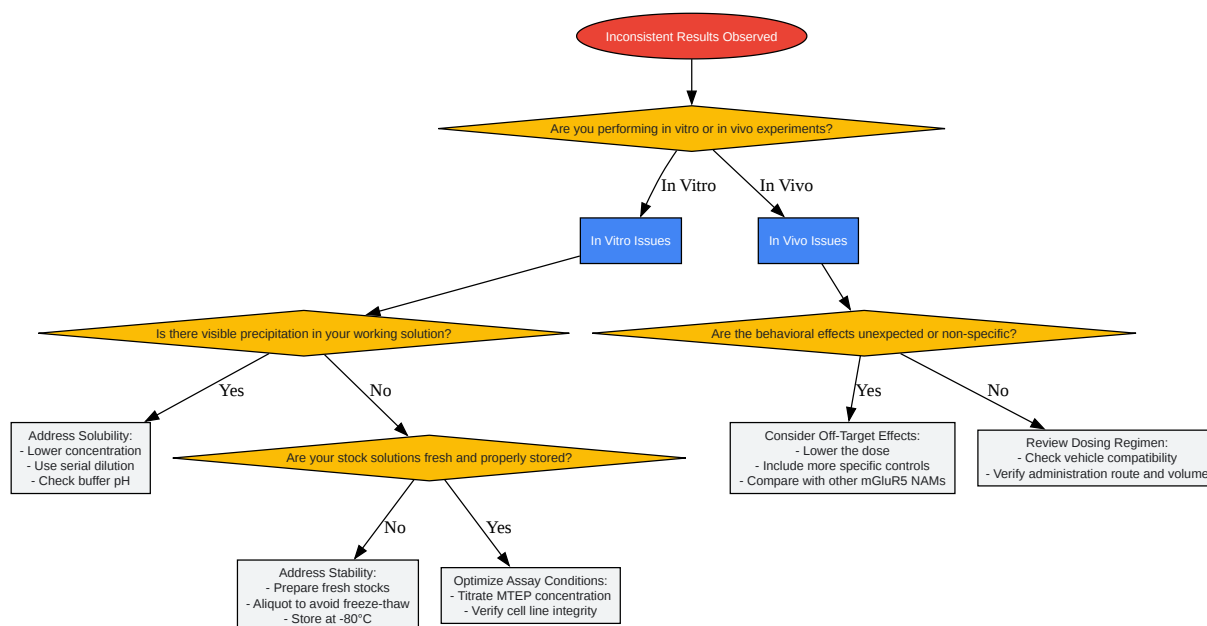 Inconsistent Results Observed
Are you performing in vitro or in vivo experiments?
In Vitro
In Vivo
In Vitro Issues
In Vivo Issues
Is there visible precipitation in your working solution?
Are the behavioral effects unexpected or non-specific?
Yes
No
Yes
No
Address Solubility:
- Lower concentration
- Use serial dilution
- Check buffer pH
Are your stock solutions fresh and properly stored?
Consider Off-Target Effects:
- Lower the dose
- Include more specific controls
- Compare with other mGluR5 NAMs
Review Dosing Regimen:
- Check vehicle compatibility
- Verify administration route and volume
No
Yes
Address Stability:
- Prepare fresh stocks
- Aliquot to avoid freeze-thaw
- Store at -80°C
Optimize Assay Conditions:
- Titrate MTEP concentration
- Verify cell line integrity